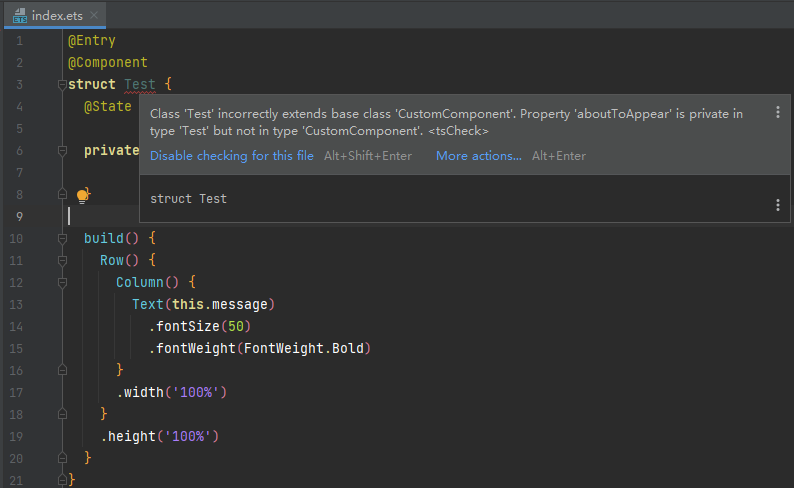 index.ets
ETS
1 @Entry
2 @Component
3 struct Test {
4 @State
Class 'Test' incorrectly extends base class 'CustomComponent'. Property 'aboutToAppear' is private in
5
type 'Test' but not in type 'CustomComponent'. <tsCheck>
6 private
Disable checking for this file Alt+Shift+Enter More actions... Alt+Enter
7
8 }
struct Test
9
10 build() {
11 Row() {
12 Column() {
13 Text(this.message)
14 .fontSize(50)
15 .fontWeight(FontWeight.Bold)
16 }
17 .width('100%')
18 }
19 .height('100%')
20 }
21 }